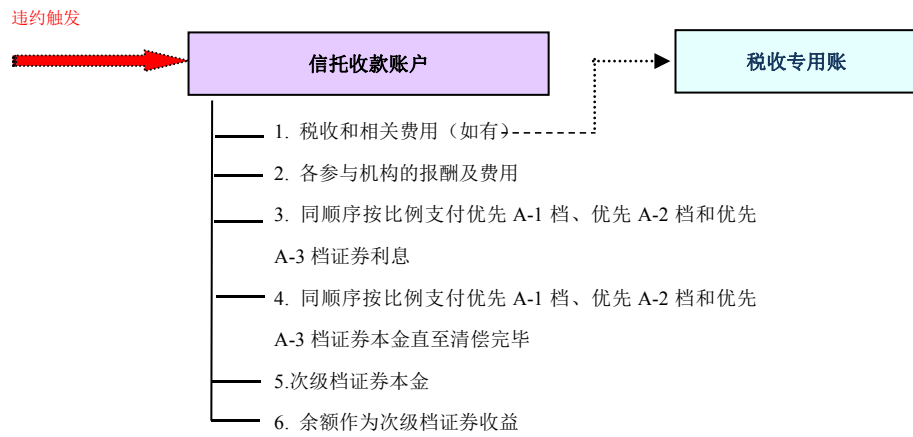 违约触发
信托收款账户
税收专用账
1. 税收和相关费用（如有）
2. 各参与机构的报酬及费用
3. 同顺序按比例支付优先 A-1 档、优先 A-2 档和优先
A-3 档证券利息
4. 同顺序按比例支付优先 A-1 档、优先 A-2 档和优先
A-3 档证券本金直至清偿完毕
5.次级档证券本金
6. 余额作为次级档证券收益